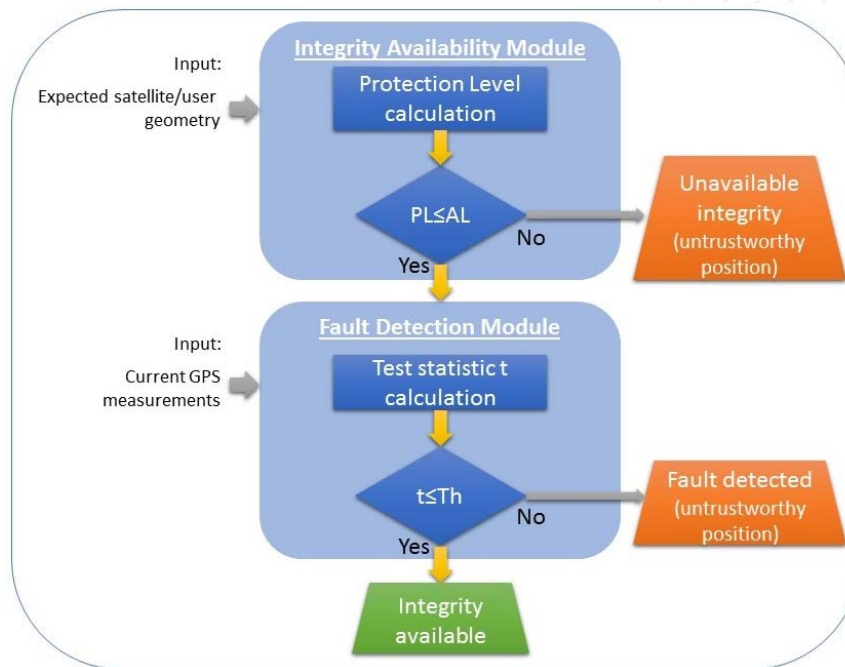 Integrity Availability Module
Input:
Expected satellite/user
geometry
Protection Level
calculation
PL≤AL
No
Yes
Unavailable
integrity
(untrustworthy
position)
Fault Detection Module
Input:
Current GPS
measurements
Test statistic t
calculation
t≤Th
No
Yes
Fault detected
(untrustworthy
position)
Integrity
available